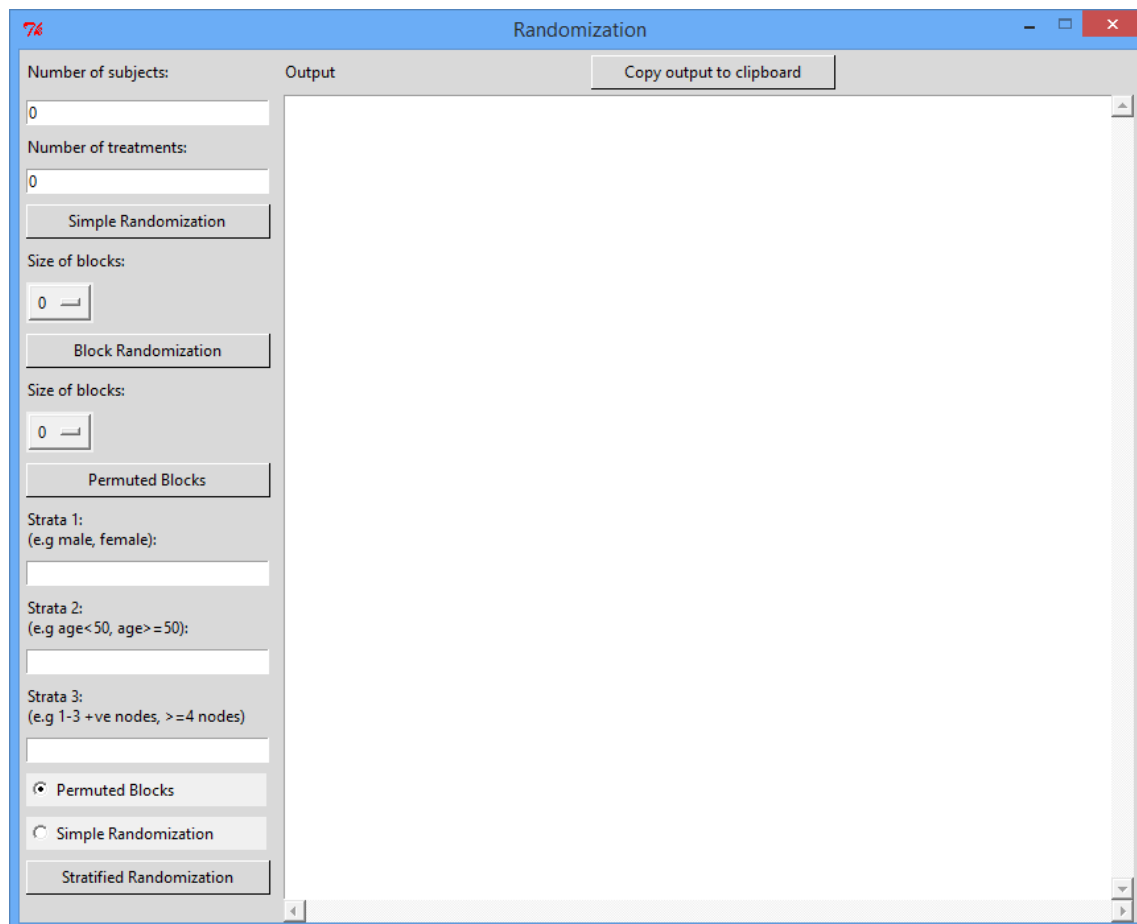 Randomization
Number of subjects:
0
Number of treatments:
0
Simple Randomization
Size of blocks:
0
Block Randomization
Size of blocks:
0
Permuted Blocks
Strata 1:
(e.g male, female):
Strata 2:
(e.g age<50, age>=50):
Strata 3:
(e.g 1-3 +ve nodes, >=4 nodes)
Permuted Blocks
Simple Randomization
Stratified Randomization
Output
Copy output to clipboard